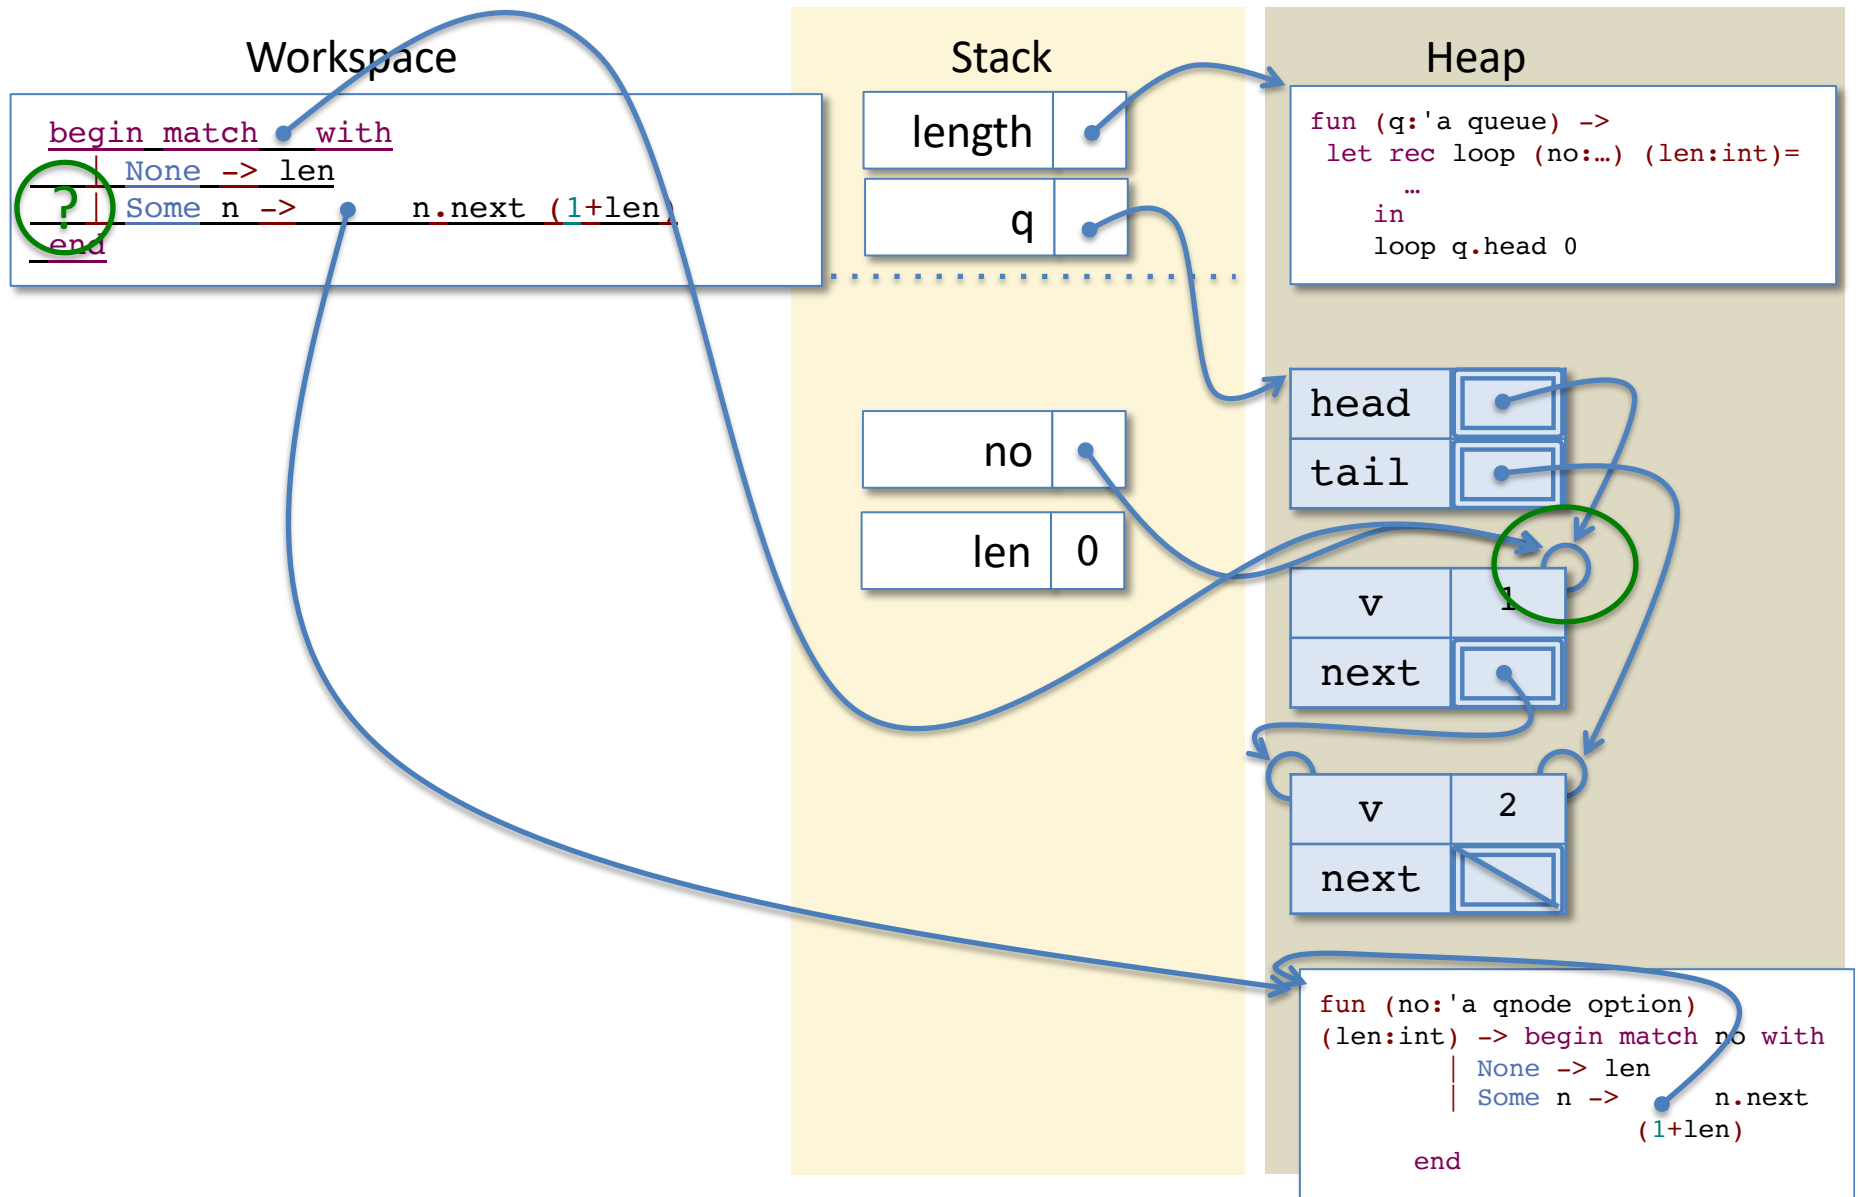 Workspace
begin match with
| None -> len
? | Some n -> n.next (1+len)
end
Stack
length
q
no
len 0
Heap
fun (q:'a queue) ->
let rec loop (no:…) (len:int)=
…
in
loop q.head 0
head
tail
v 1
next
v 2
next
fun (no:'a qnode option)
(len:int) -> begin match no with
| None -> len
| Some n -> n.next
(1+len)
end